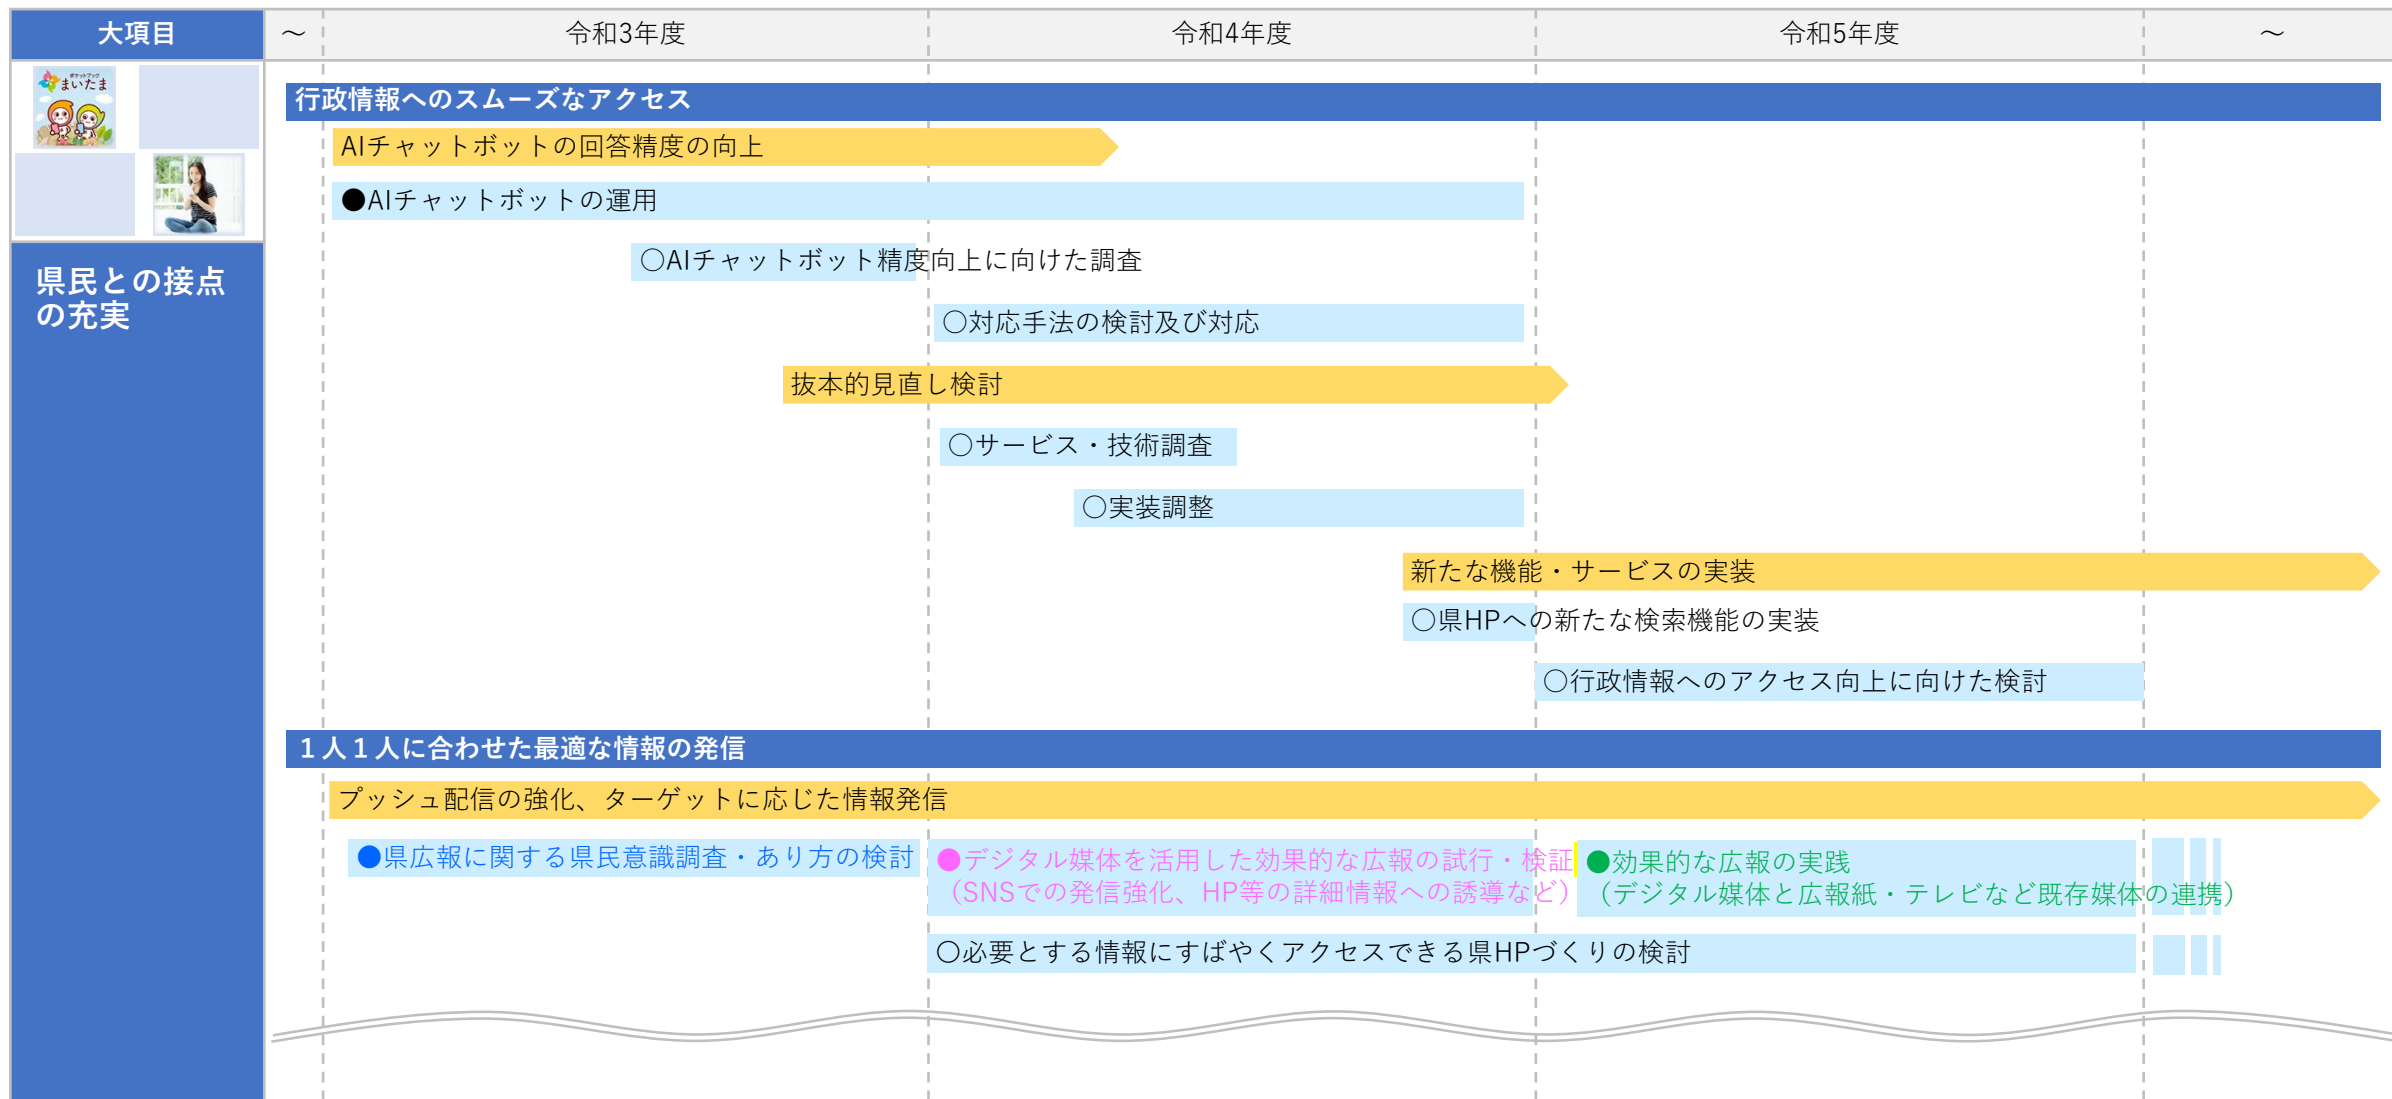 大項目
～
令和3年度
令和4年度
令和5年度
～
ポケットブック
まいたま
県民との接点
の充実
行政情報へのスムーズなアクセス
AIチャットボットの回答精度の向上
●AIチャットボットの運用
○AIチャットボット精度向上に向けた調査
○対応手法の検討及び対応
抜本的見直し検討
○サービス・技術調査
○実装調整
新たな機能・サービスの実装
○県HPへの新たな検索機能の実装
○行政情報へのアクセス向上に向けた検討
１人１人に合わせた最適な情報の発信
プッシュ配信の強化、ターゲットに応じた情報発信
●県広報に関する県民意識調査・あり方の検討
●デジタル媒体を活用した効果的な広報の試行・検証
（SNSでの発信強化、HP等の詳細情報への誘導など）
●効果的な広報の実践
（デジタル媒体と広報紙・テレビなど既存媒体の連携）
○必要とする情報にすばやくアクセスできる県HPづくりの検討